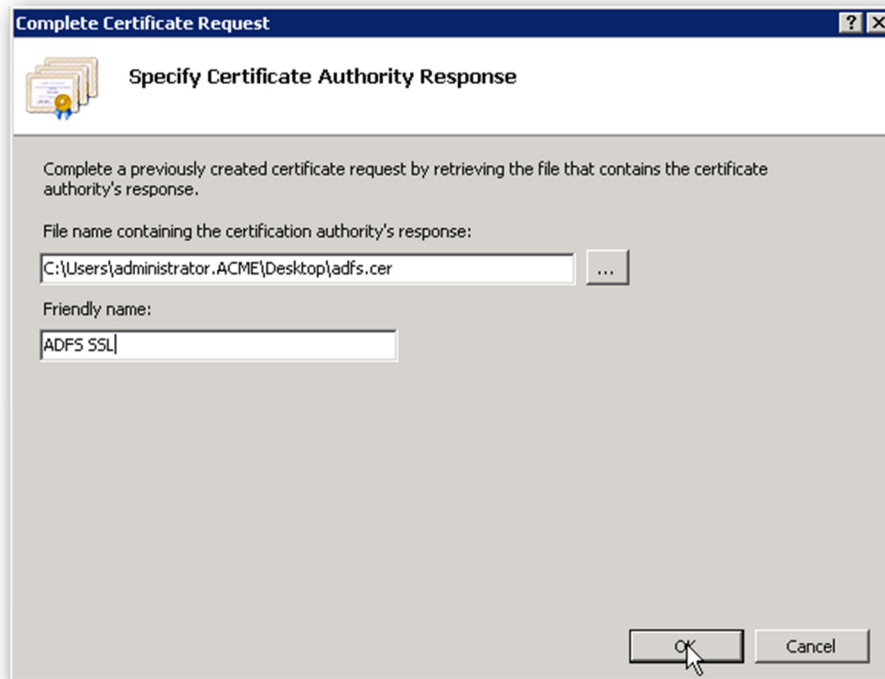 Complete Certificate Request
Specify Certificate Authority Response
Complete a previously created certificate request by retrieving the file that contains the certificate
authority's response.
File name containing the certification authority's response:
C:\Users\administrator.ACME\Desktop\adfs.cer
...
Friendly name:
ADFS SSL
OK
Cancel